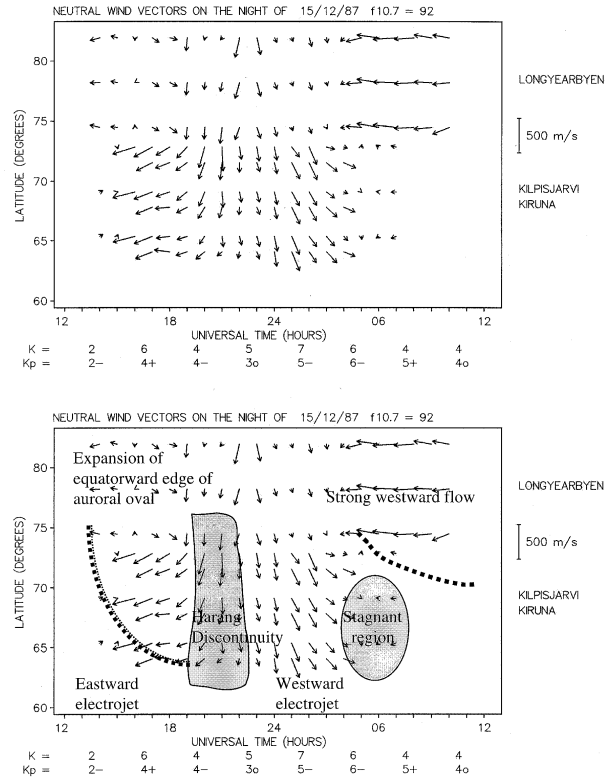 NEUTRAL WIND VECTORS ON THE NIGHT OF 15/12/87 f10.7 = 92
80
75
70
65
60
LATITUDE (DEGREES)
LONGYEARBYEN
500 m/s
KILPISJARVI
KIRUNA
12 18 24 06 12
UNIVERSAL TIME (HOURS)
K = 2 6 4 5 7 6 4 4
Kp = 2− 4+ 4− 3o 5− 6− 5+ 4o
NEUTRAL WIND VECTORS ON THE NIGHT OF 15/12/87 f10.7 = 92
80
75
70
65
60
LATITUDE (DEGREES)
Expansion of
equatorward edge of
auroral oval
Strong westward flow
Harang
Discontinuity
Stagnant
region
Eastward
electrojet
Westward
electrojet
LONGYEARBYEN
500 m/s
KILPISJARVI
KIRUNA
12 18 24 06 12
UNIVERSAL TIME (HOURS)
K = 2 6 4 5 7 6 4 4
Kp = 2− 4+ 4− 3o 5− 6− 5+ 4o